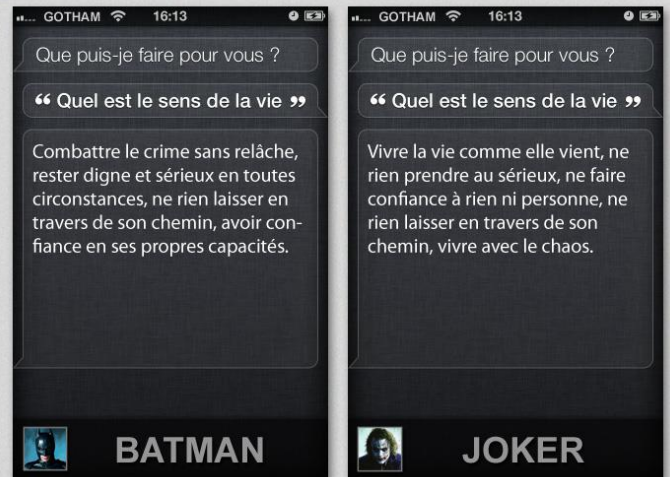 GOTHAM 16:13
Que puis-je faire pour vous ?
“ Quel est le sens de la vie ”
Combattre le crime sans relâche,
rester digne et sérieux en toutes
circonstances, ne rien laisser en
travers de son chemin, avoir con-
fiance en ses propres capacités.
BATMAN
GOTHAM 16:13
Que puis-je faire pour vous ?
“ Quel est le sens de la vie ”
Vivre la vie comme elle vient, ne
rien prendre au sérieux, ne faire
confiance à rien ni personne, ne
rien laisser en travers de son
chemin, vivre avec le chaos.
JOKER